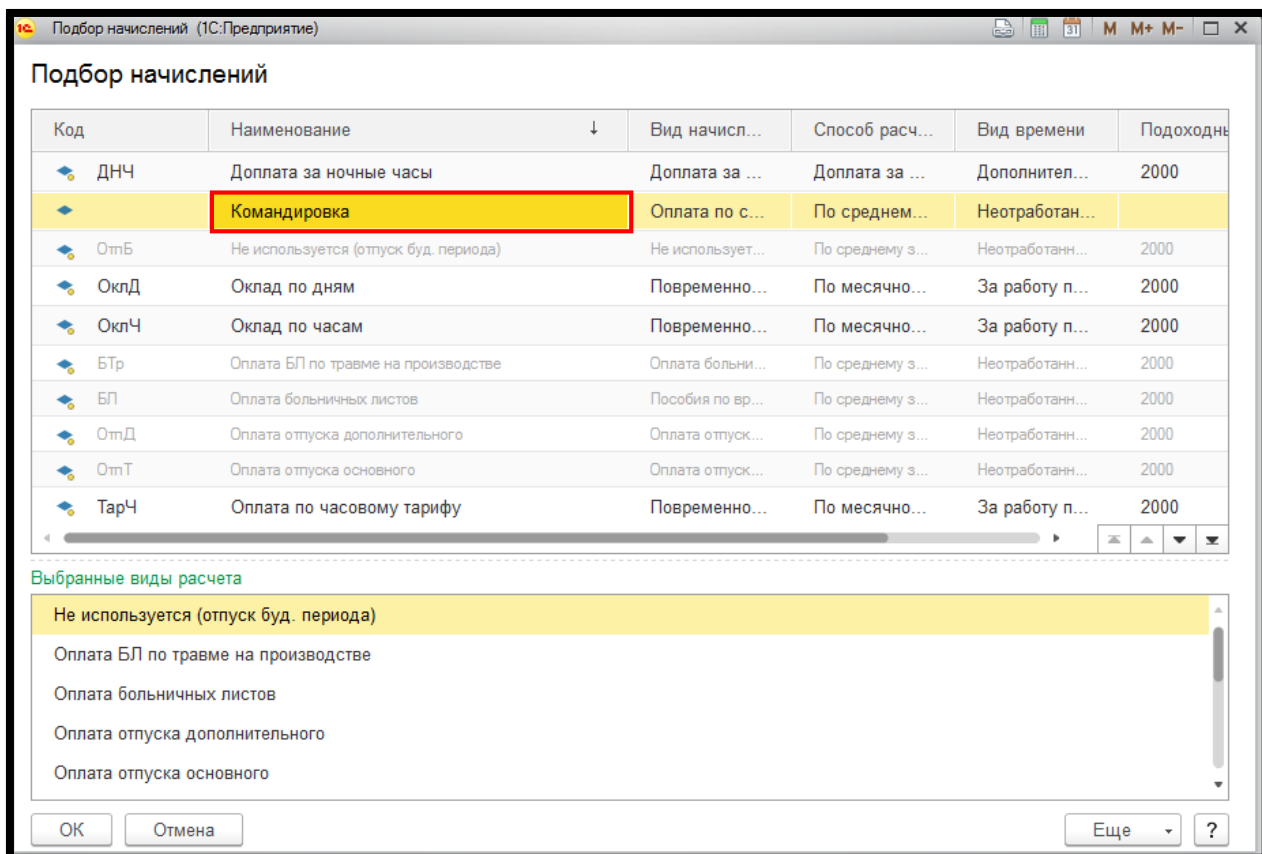 1С Подбор начислений (1С:Предприятие) 31 M M+ M-
Подбор начислений
Код Наименование ↓ Вид начисл... Способ расч... Вид времени Подоходны
ДНЧ Доплата за ночные часы Доплата за ... Доплата за ... Дополнител... 2000
Командировка Оплата по с... По среднем... Неотработан...
ОтпБ Не используется (отпуск буд. периода) Не использует... По среднему з... Неотработанн... 2000
ОклД Оклад по дням Повременно... По месячно... За работу п... 2000
ОклЧ Оклад по часам Повременно... По месячно... За работу п... 2000
БТр Оплата БЛ по травме на производстве Оплата больни... По среднему з... Неотработанн... 2000
БЛ Оплата больничных листов Пособия по вр... По среднему з... Неотработанн... 2000
ОтпД Оплата отпуска дополнительного Оплата отпуск... По среднему з... Неотработанн... 2000
ОтпТ Оплата отпуска основного Оплата отпуск... По среднему з... Неотработанн... 2000
ТарЧ Оплата по часовому тарифу Повременно... По месячно... За работу п... 2000
Выбранные виды расчета
Не используется (отпуск буд. периода)
Оплата БЛ по травме на производстве
Оплата больничных листов
Оплата отпуска дополнительного
Оплата отпуска основного
ОК Отмена Еще ?